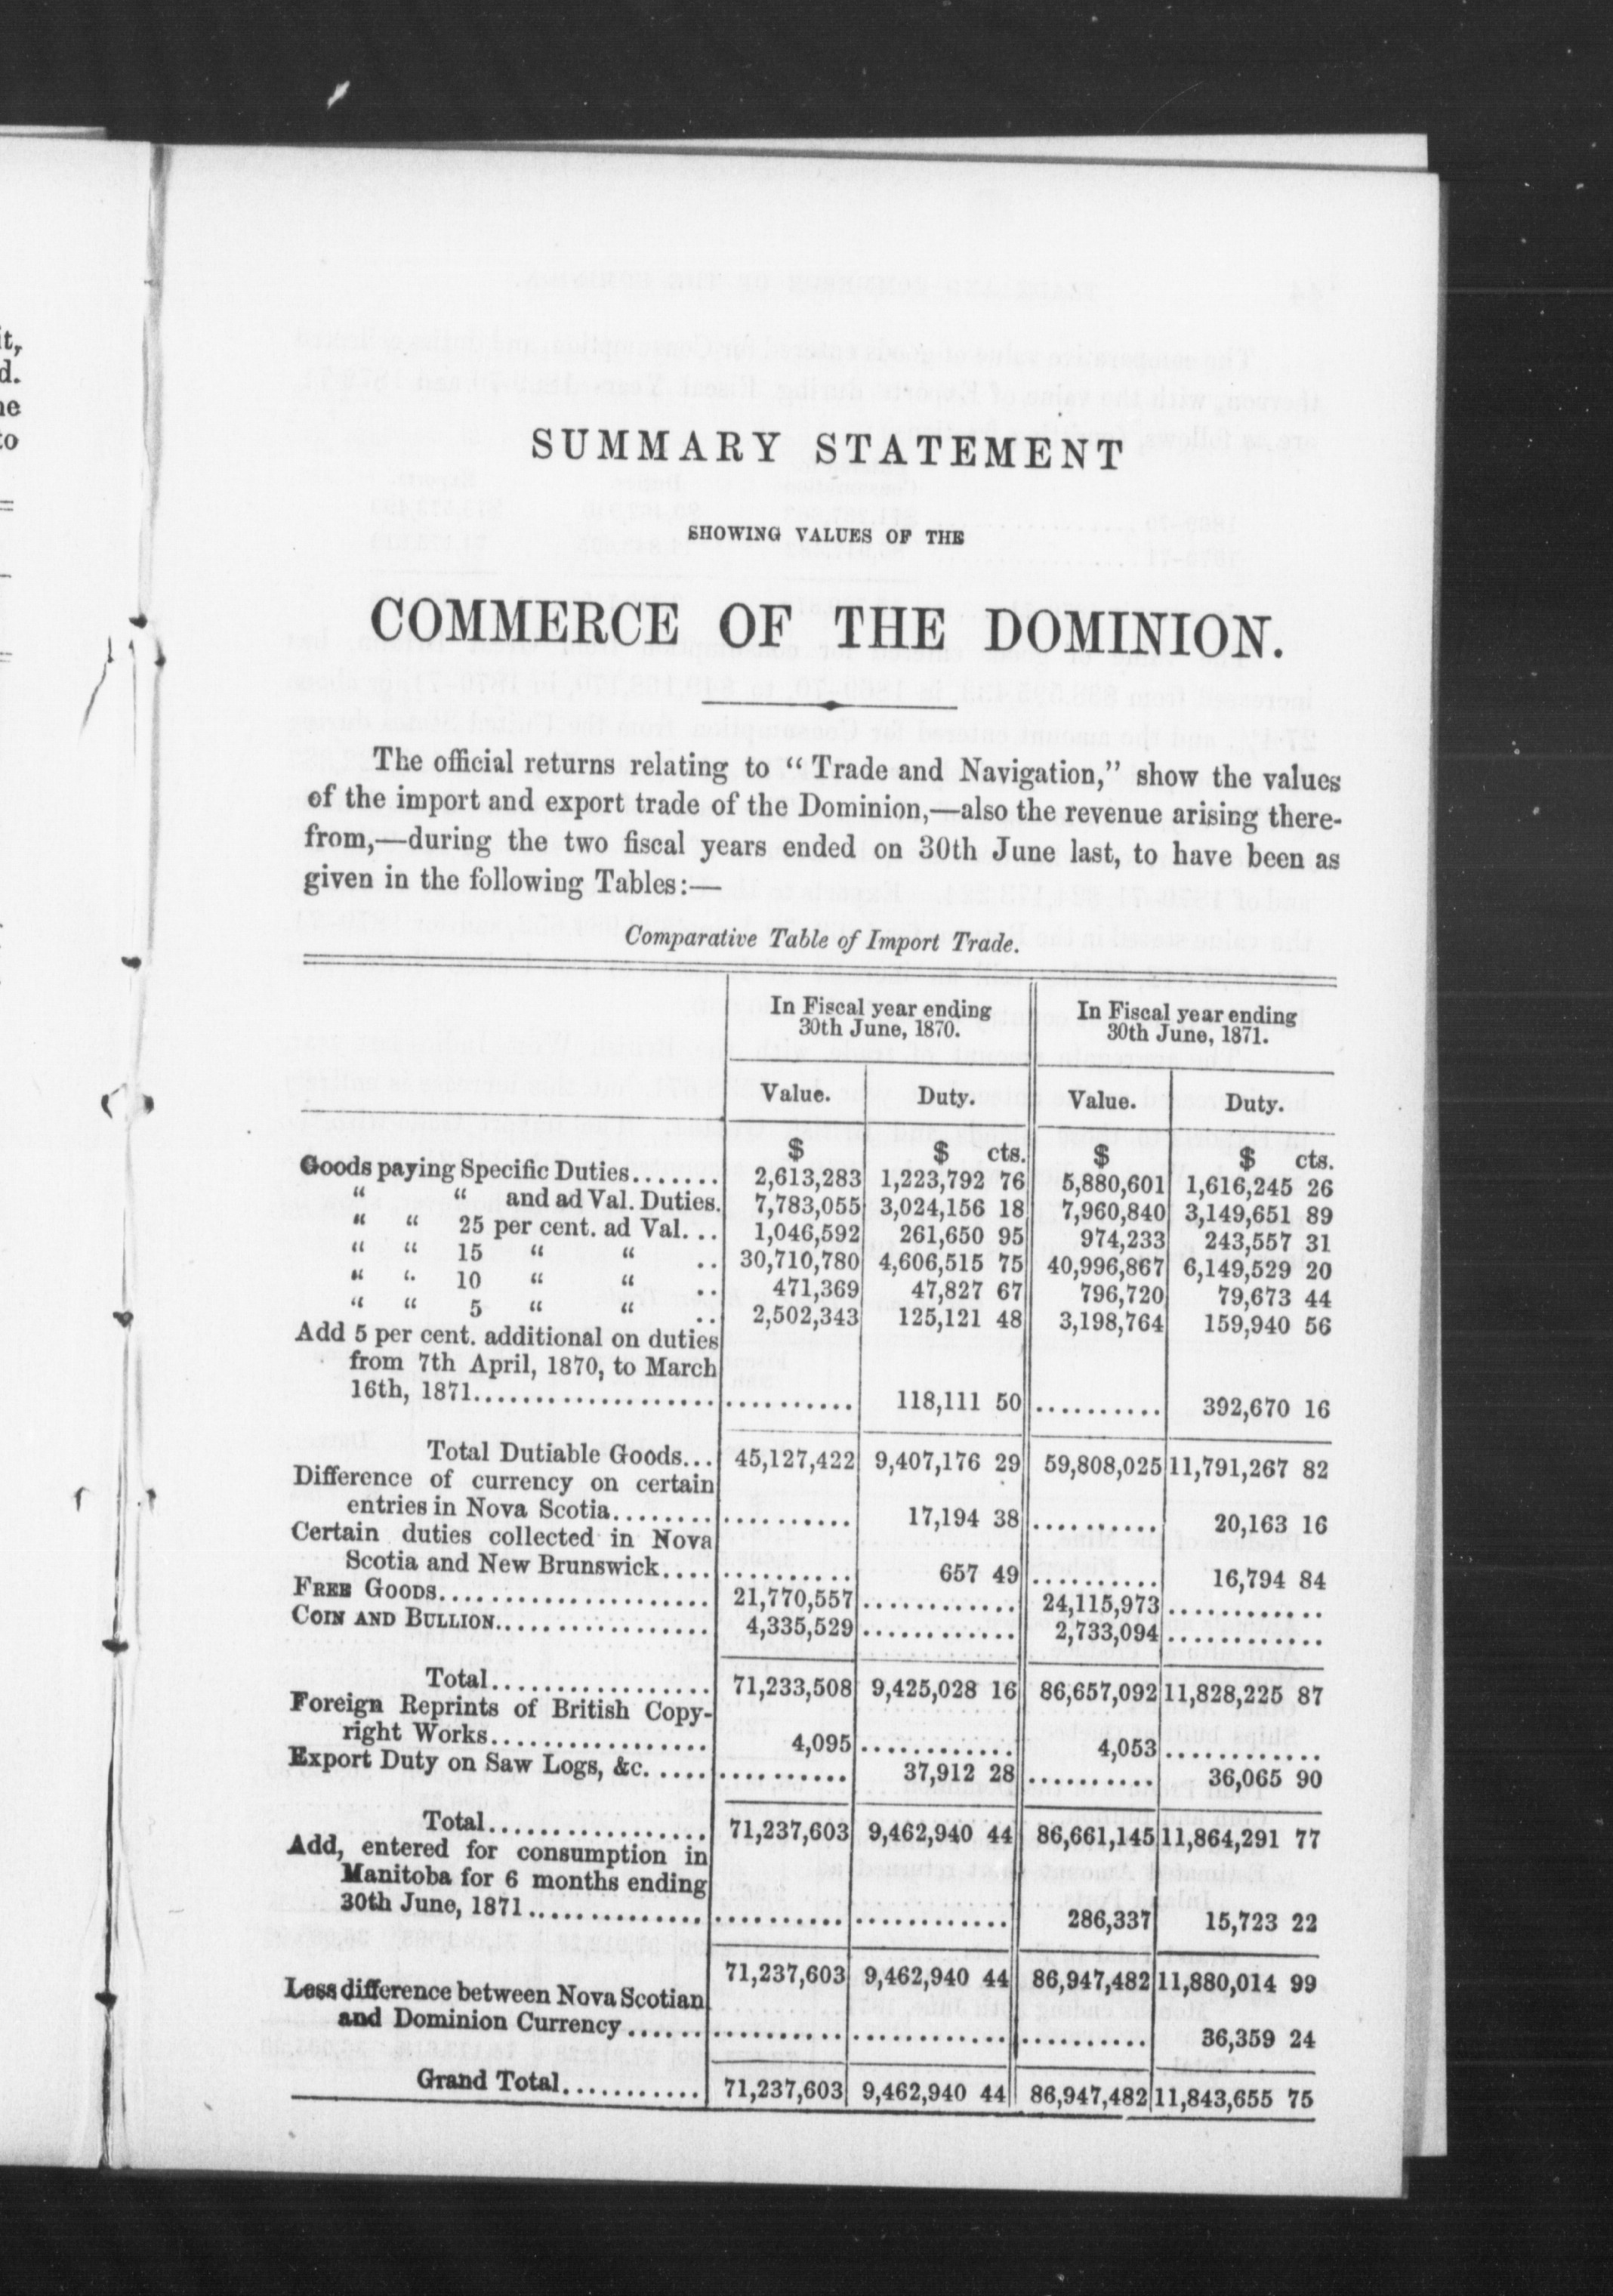 it,
d.
he
to
SUMMARY STATEMENT
SHOWING VALUES OF THE
COMMERCE OF THE DOMINION.
The official returns relating to “ Trade and Navigation,” show the values
of the import and export trade of the Dominion,—also the revenue arising there-
from,—during the two fiscal years ended on 30th June last, to have been as
given in the following Tables:—
Comparative Table of Import Trade.
In Fiscal year ending In Fiscal year ending
30th June, 1870. 30th June, 1871.
Value. Duty. Value. Duty.
$ $ cts. $ $ cts.
Goods paying Specific Duties....... 2,613,283 1,223,792 76 5,880,601 1,616,245 26
“ “ and ad Val. Duties. 7,783,055 3,024,156 18 7,960,840 3,149,651 89
“ “ 25 per cent. ad Val... 1,046,592 261,650 95 974,233 243,557 31
“ “ 15 “ “ .. 30,710,780 4,606,515 75 40,996,867 6,149,529 20
“ “ 10 “ “ .. 471,369 47,827 67 796,720 79,673 44
“ “ 5 “ “ .. 2,502,343 125,121 48 3,198,764 159,940 56
Add 5 per cent. additional on duties
from 7th April, 1870, to March
16th, 1871.................... .......... 118,111 50 .......... 392,670 16
Total Dutiable Goods... 45,127,422 9,407,176 29 59,808,025 11,791,267 82
Difference of currency on certain
entries in Nova Scotia........ .......... 17,194 38 .......... 20,163 16
Certain duties collected in Nova
Scotia and New Brunswick.... .......... 657 49 .......... 16,794 84
FREE GOODS...................... 21,770,557 ............ 24,115,973 ............
COIN AND BULLION.................. 4,335,529 ............ 2,733,094 ............
Total.................. 71,233,508 9,425,028 16 86,657,092 11,828,225 87
Foreign Reprints of British Copy-
right Works.................. 4,095 ............ 4,053 ............
Export Duty on Saw Logs, &c. ..... .......... 37,912 28 .......... 36,065 90
Total.................. 71,237,603 9,462,940 44 86,661,145 11,864,291 77
Add, entered for consumption in
Manitoba for 6 months ending
30th June, 1871 .............. .......... ............ 286,337 15,723 22
71,237,603 9,462,940 44 86,947,482 11,880,014 99
Less difference between Nova Scotian
and Dominion Currency ...... .......... ............ .......... 36,359 24
Grand Total........... 71,237,603 9,462,940 44 86,947,482 11,843,655 75